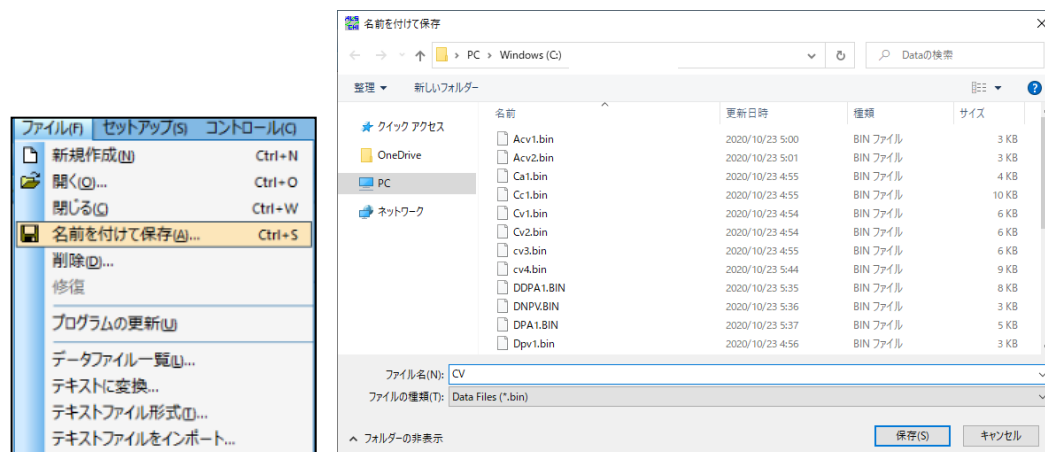 ファイル(F) セットアップ(S) コントロール(C)
新規作成(N) Ctrl+N
開く(O)... Ctrl+O
閉じる(C) Ctrl+W
名前を付けて保存(A)... Ctrl+S
削除(D)...
修復
プログラムの更新(U)
データファイル一覧(L)...
テキストに変換...
テキストファイル形式(T)...
テキストファイルをインポート...
名前を付けて保存
PC > Windows (C:)
Dataの検索
整理 新しいフォルダー
クイック アクセス
OneDrive
PC
ネットワーク
名前 更新日時 種類 サイズ
Acv1.bin 2020/10/23 5:00 BIN ファイル 3 KB
Acv2.bin 2020/10/23 5:01 BIN ファイル 3 KB
Ca1.bin 2020/10/23 4:55 BIN ファイル 4 KB
Cc1.bin 2020/10/23 4:55 BIN ファイル 10 KB
Cv1.bin 2020/10/23 4:54 BIN ファイル 6 KB
Cv2.bin 2020/10/23 4:54 BIN ファイル 6 KB
cv3.bin 2020/10/23 4:55 BIN ファイル 6 KB
cv4.bin 2020/10/23 5:44 BIN ファイル 9 KB
DDPA1.BIN 2020/10/23 5:35 BIN ファイル 8 KB
DNPV.BIN 2020/10/23 5:36 BIN ファイル 3 KB
DPA1.BIN 2020/10/23 5:37 BIN ファイル 5 KB
Dpv1.bin 2020/10/23 4:56 BIN ファイル 3 KB
ファイル名(N): CV
ファイルの種類(T): Data Files (*.bin)
フォルダーの非表示
保存(S) キャンセル